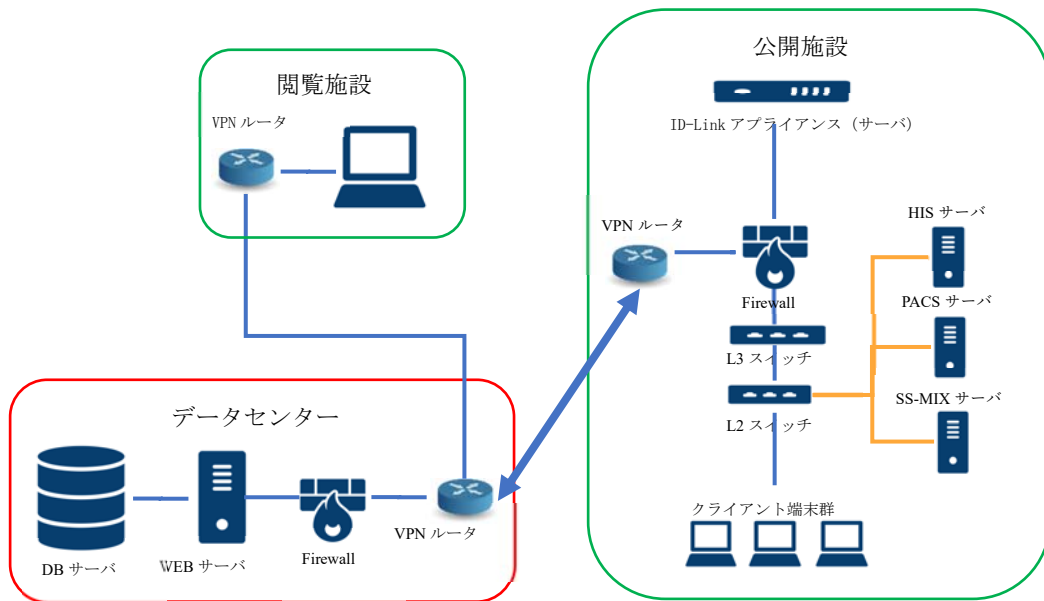 閲覧施設
VPN ルータ
公開施設
ID-Link アプライアンス（サーバ）
VPN ルータ
Firewall
HIS サーバ
PACS サーバ
L3 スイッチ
SS-MIX サーバ
L2 スイッチ
クライアント端末群
データセンター
DB サーバ
WEB サーバ
Firewall
VPN ルータ